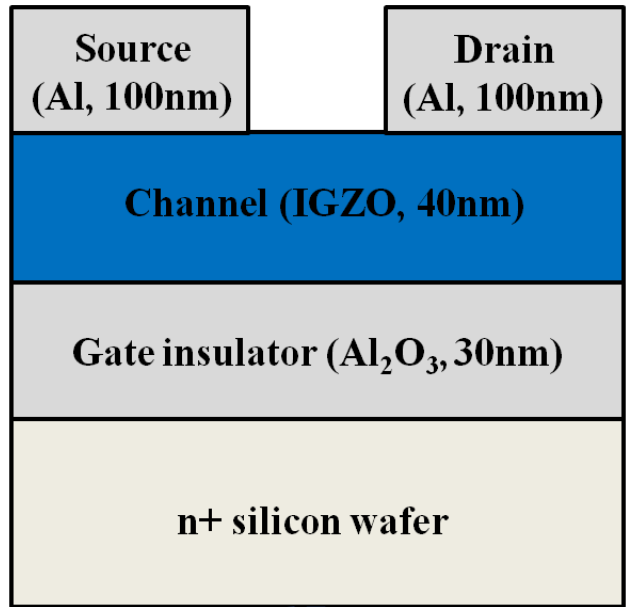 Source
(Al, 100nm)
Drain
(Al, 100nm)
Channel (IGZO, 40nm)
Gate insulator (Al₂O₃, 30nm)
n+ silicon wafer